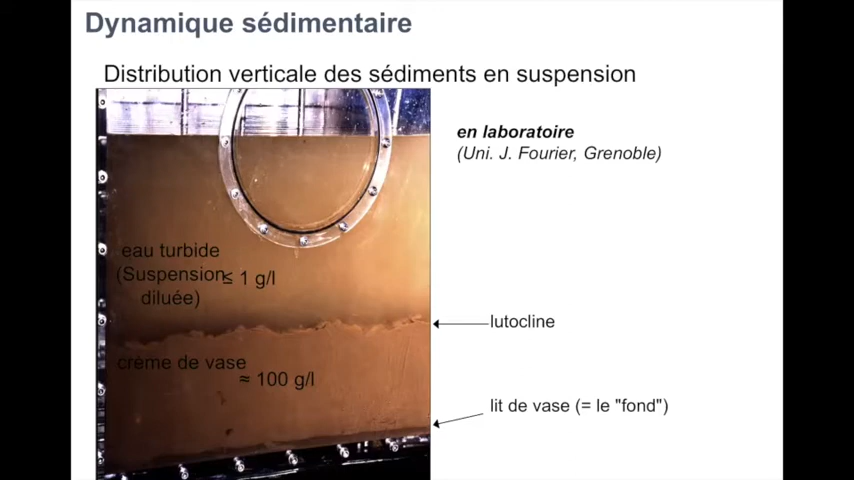 Dynamique sédimentaire
Distribution verticale des sédiments en suspension
en laboratoire
(Uni. J. Fourier, Grenoble)
eau turbide
(Suspension ≤ 1 g/l
diluée)
lutocline
crème de vase
≈ 100 g/l
lit de vase (= le "fond")